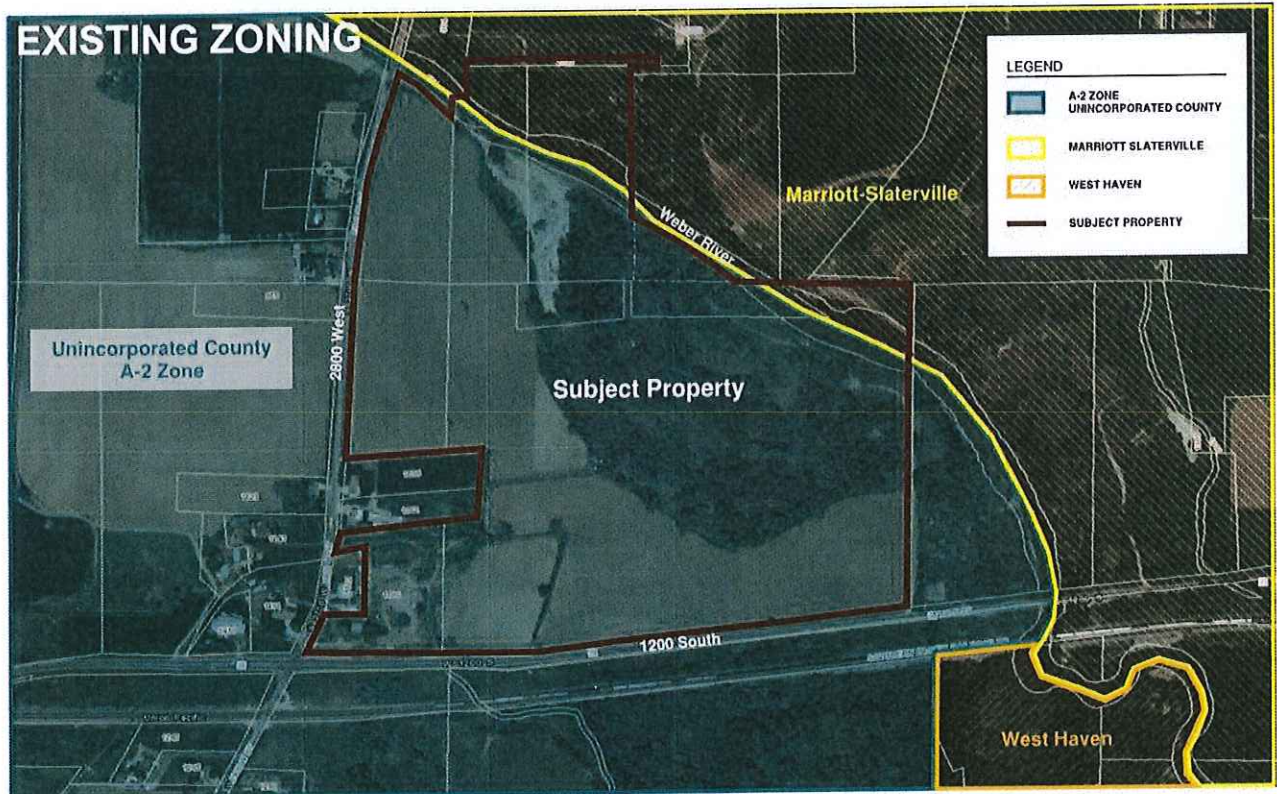 EXISTING ZONING
LEGEND
A-2 ZONE
UNINCORPORATED COUNTY
MARRIOTT SLATERVILLE
WEST HAVEN
SUBJECT PROPERTY
Marriott-Slaterville
Weber River
2800 West
Unincorporated County
A-2 Zone
Subject Property
1200 South
West Haven